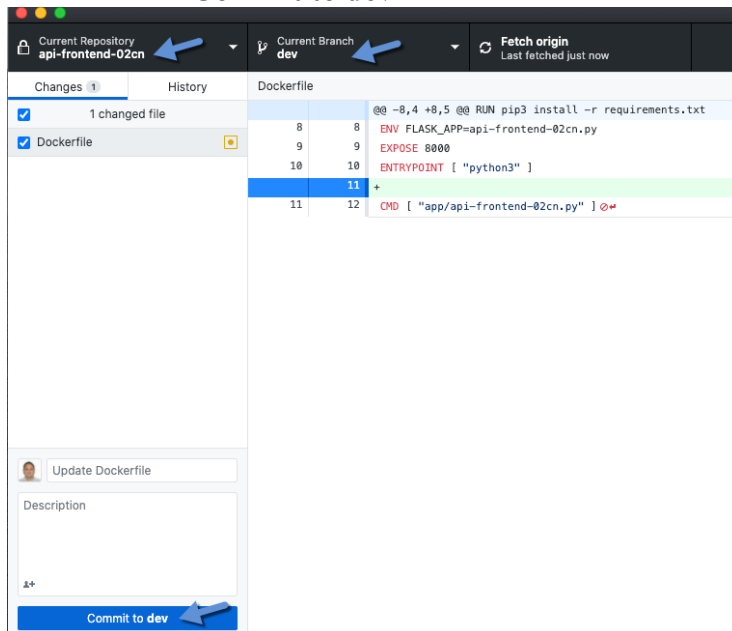 Current Repository
api-frontend-02cn
Current Branch
dev
Fetch origin
Last fetched just now
Changes 1
History
Dockerfile
1 changed file
Dockerfile
@@ -8,4 +8,5 @@ RUN pip3 install -r requirements.txt
8 8 ENV FLASK_APP=api-frontend-02cn.py
9 9 EXPOSE 8000
10 10 ENTRYPOINT [ "python3" ]
11 +
11 12 CMD [ "app/api-frontend-02cn.py" ]
Update Dockerfile
Description
Commit to dev